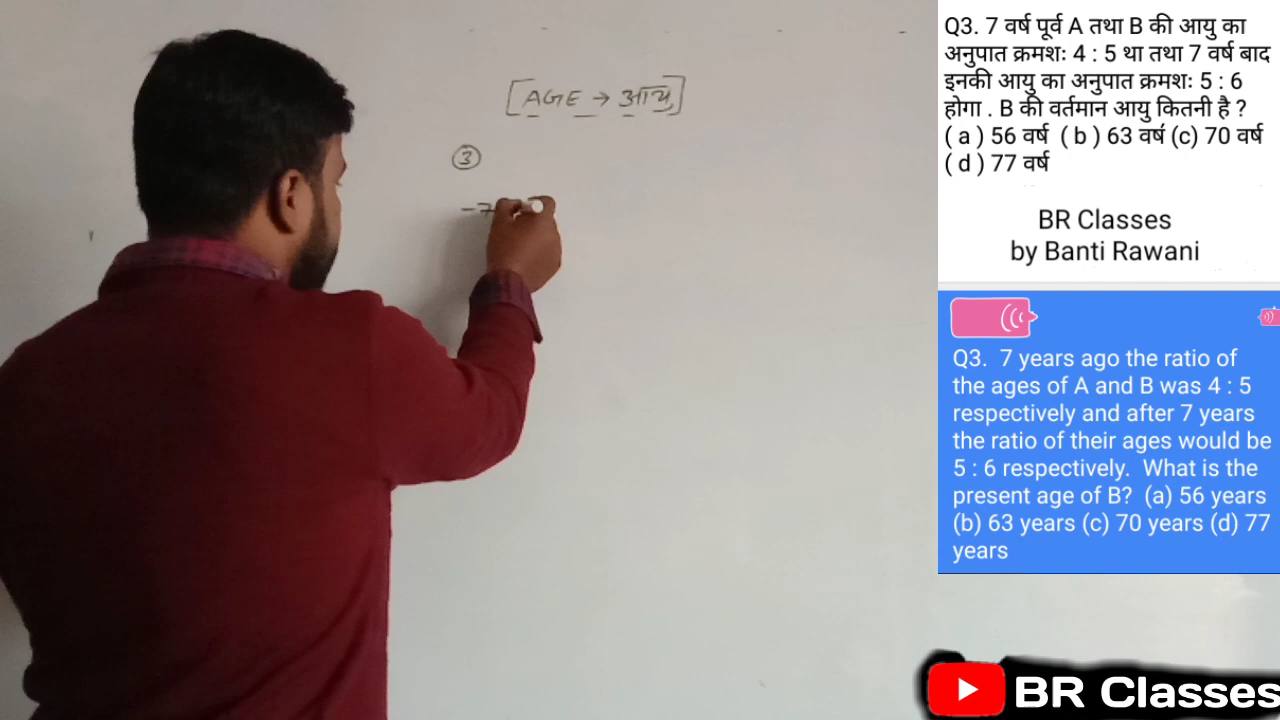 [AGE → आयु]
③
-7
Q3. 7 वर्ष पूर्व A तथा B की आयु का
अनुपात क्रमशः 4 : 5 था तथा 7 वर्ष बाद
इनकी आयु का अनुपात क्रमशः 5 : 6
होगा . B की वर्तमान आयु कितनी है ?
( a ) 56 वर्ष ( b ) 63 वर्ष (c) 70 वर्ष
( d ) 77 वर्ष
BR Classes
by Banti Rawani
Q3. 7 years ago the ratio of
the ages of A and B was 4 : 5
respectively and after 7 years
the ratio of their ages would be
5 : 6 respectively. What is the
present age of B? (a) 56 years
(b) 63 years (c) 70 years (d) 77
years
BR Classes